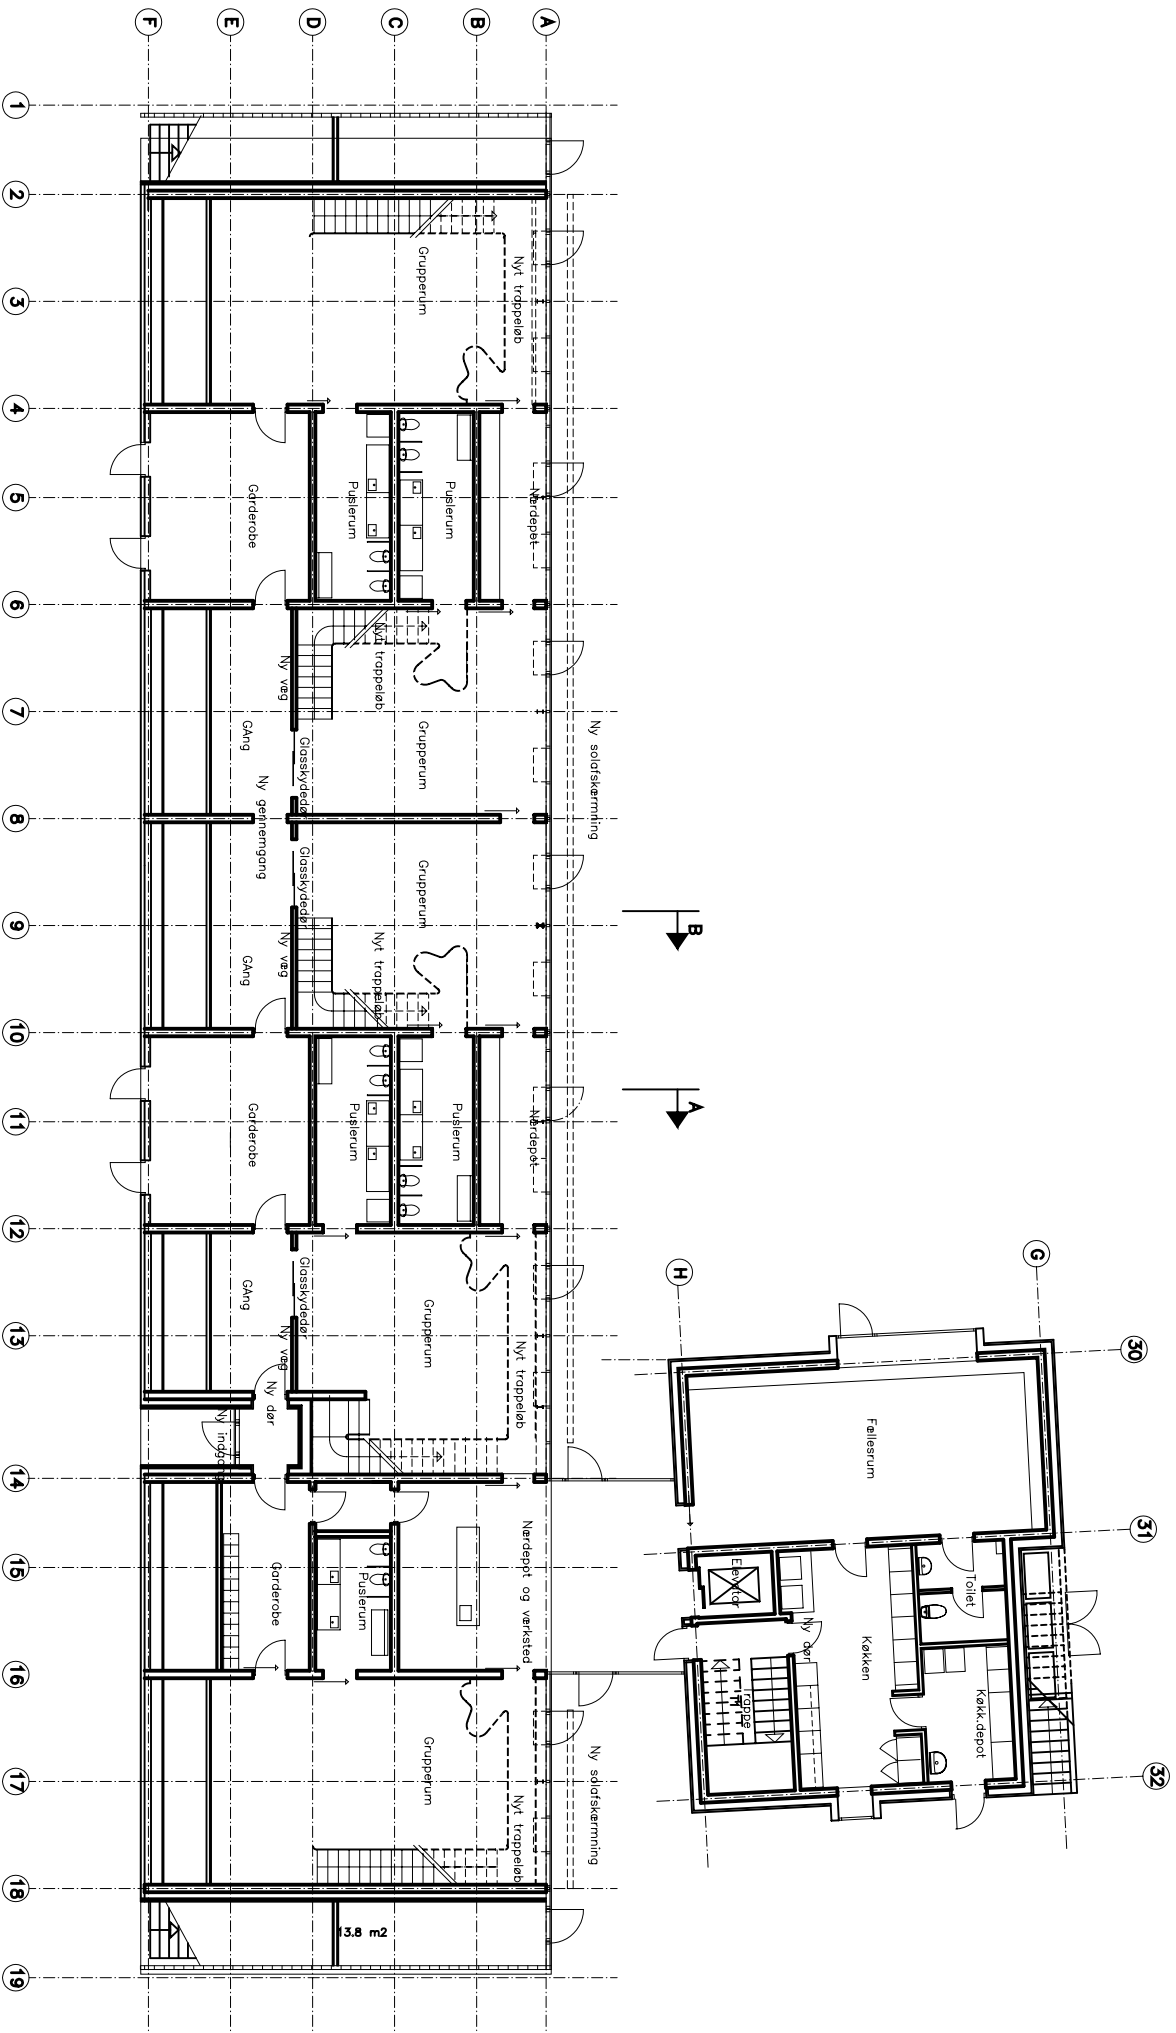 F
E
D
C
B
A
1
2
3
4
5
6
7
8
9
10
11
12
13
14
15
16
17
18
19
Grupperum
Nyt trappeløb
Garderobe
Puslerum
Puslerum
Nærdepot
Ny væg
Nyt trappeløb
GAng
Glasskydedør
Grupperum
Ny solafskærmning
Ny gennemgang
Glasskydedør
Grupperum
GAng
Ny væg
Nyt trappeløb
B
A
Garderobe
Puslerum
Puslerum
Nærdepot
GAng
Glasskydedør
Ny væg
Grupperum
Nyt trappeløb
Ny dør
Ny indgang
Garderobe
Puslerum
Nærdepot og værksted
Grupperum
Nyt trappeløb
Ny solafskærmning
13.8 m2
H
G
30
31
32
Fællesrum
Elevator
Toilet
Ny dør
Køkken
Trappe
Køkk.depot